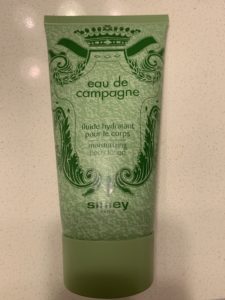 eau de
campagne
fluide hydratant
pour le corps
moisturizing
body lotion
sisley
PARIS